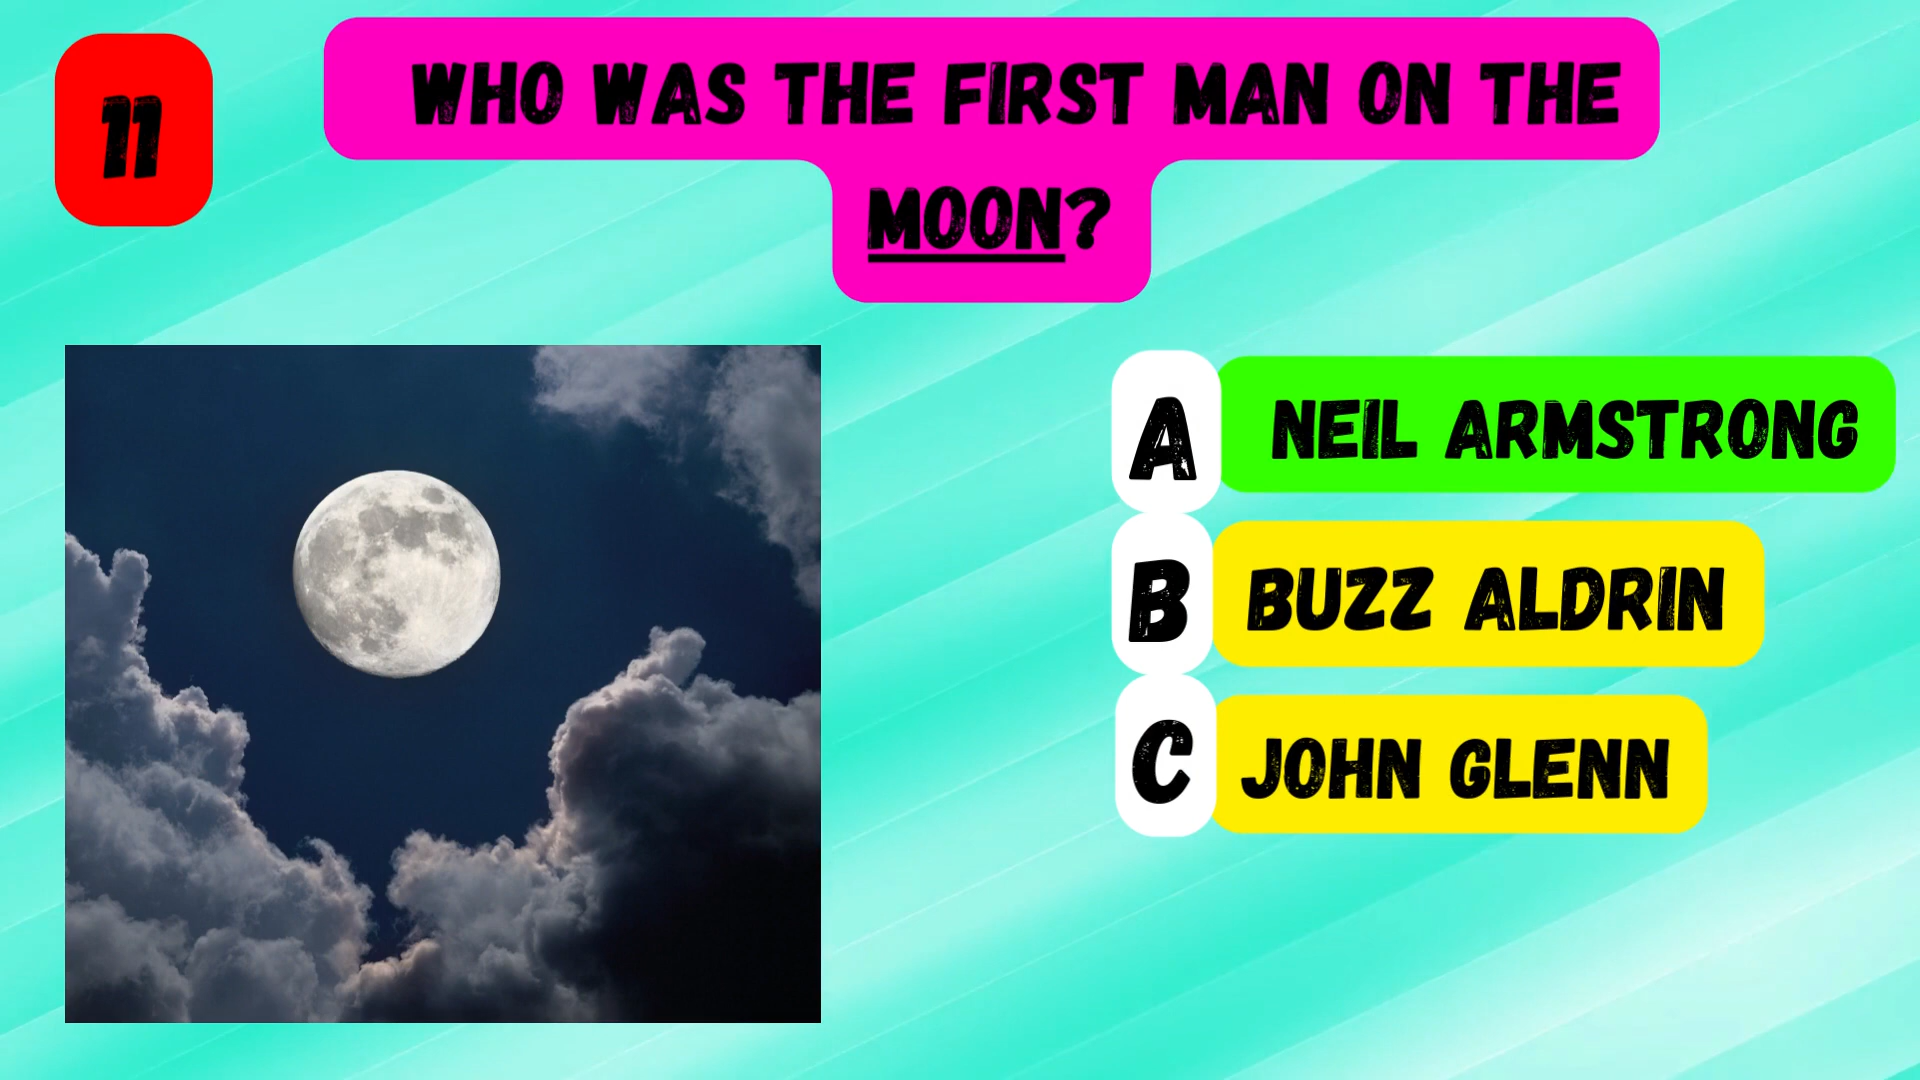 11
WHO WAS THE FIRST MAN ON THE
MOON?
A NEIL ARMSTRONG
B BUZZ ALDRIN
C JOHN GLENN